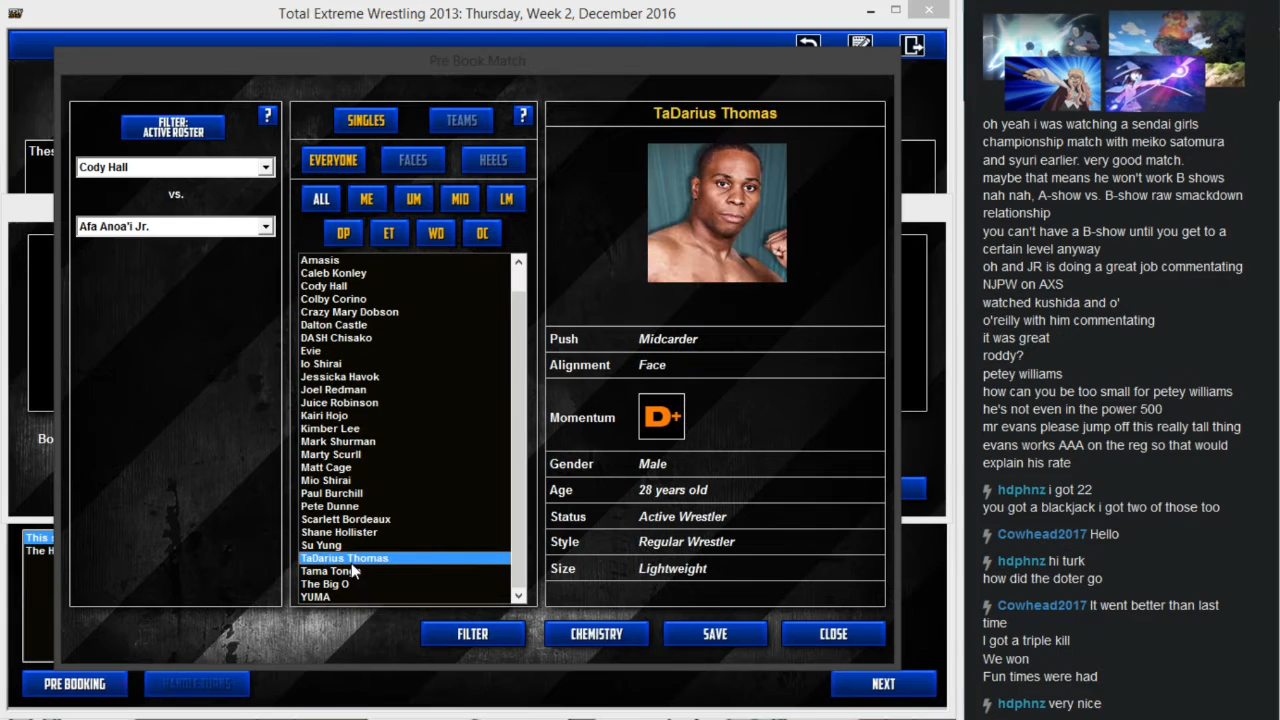 Total Extreme Wrestling 2013: Thursday, Week 2, December 2016
Pre Book Match
Thes
Bo
This s
The H
FILTER:
ACTIVE ROSTER
?
Cody Hall
vs.
Afa Anoa'i Jr.
SINGLES
TEAMS
?
EVERYONE
FACES
HEELS
ALL
ME
UM
MID
LM
OP
ET
WO
OC
Amasis
Caleb Konley
Cody Hall
Colby Corino
Crazy Mary Dobson
Dalton Castle
DASH Chisako
Evie
Io Shirai
Jessicka Havok
Joel Redman
Juice Robinson
Kairi Hojo
Kimber Lee
Mark Shurman
Marty Scurll
Matt Cage
Mio Shirai
Paul Burchill
Pete Dunne
Scarlett Bordeaux
Shane Hollister
Su Yung
TaDarius Thomas
Tama Tonga
The Big O
YUMA
TaDarius Thomas
Push Midcarder
Alignment Face
Momentum D+
Gender Male
Age 28 years old
Status Active Wrestler
Style Regular Wrestler
Size Lightweight
FILTER
CHEMISTRY
SAVE
CLOSE
PRE BOOKING
HANDLE TURNS
NEXT
oh yeah i was watching a sendai girls
championship match with meiko satomura
and syuri earlier. very good match.
maybe that means he won't work B shows
nah nah, A-show vs. B-show raw smackdown
relationship
you can't have a B-show until you get to a
certain level anyway
oh and JR is doing a great job commentating
NJPW on AXS
watched kushida and o'
o'reilly with him commentating
it was great
roddy?
petey williams
how can you be too small for petey williams
he's not even in the power 500
mr evans please jump off this really tall thing
evans works AAA on the reg so that would
explain his rate
hdphnz i got 22
you got a blackjack i got two of those too
Cowhead2017 Hello
hdphnz hi turk
how did the doter go
Cowhead2017 It went better than last
time
I got a triple kill
We won
Fun times were had
hdphnz very nice